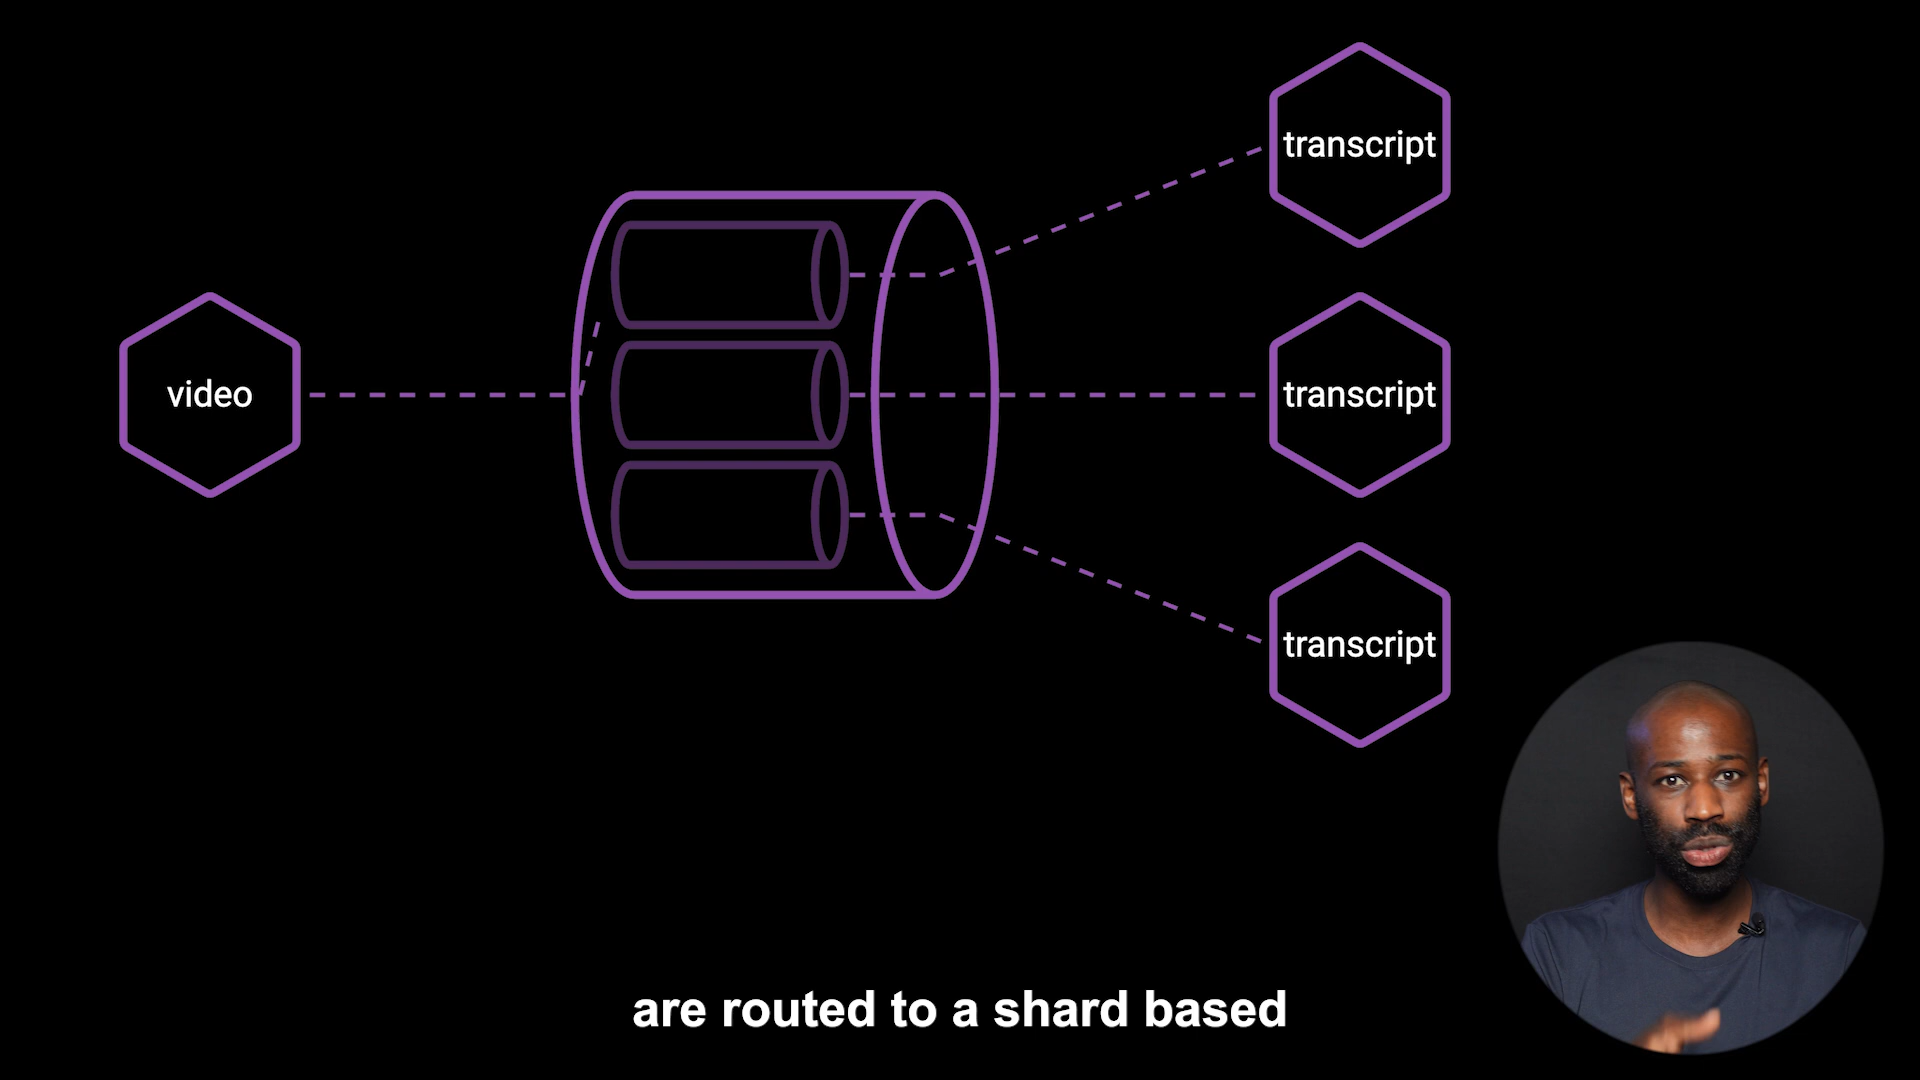 transcript
video
transcript
transcript
are routed to a shard based